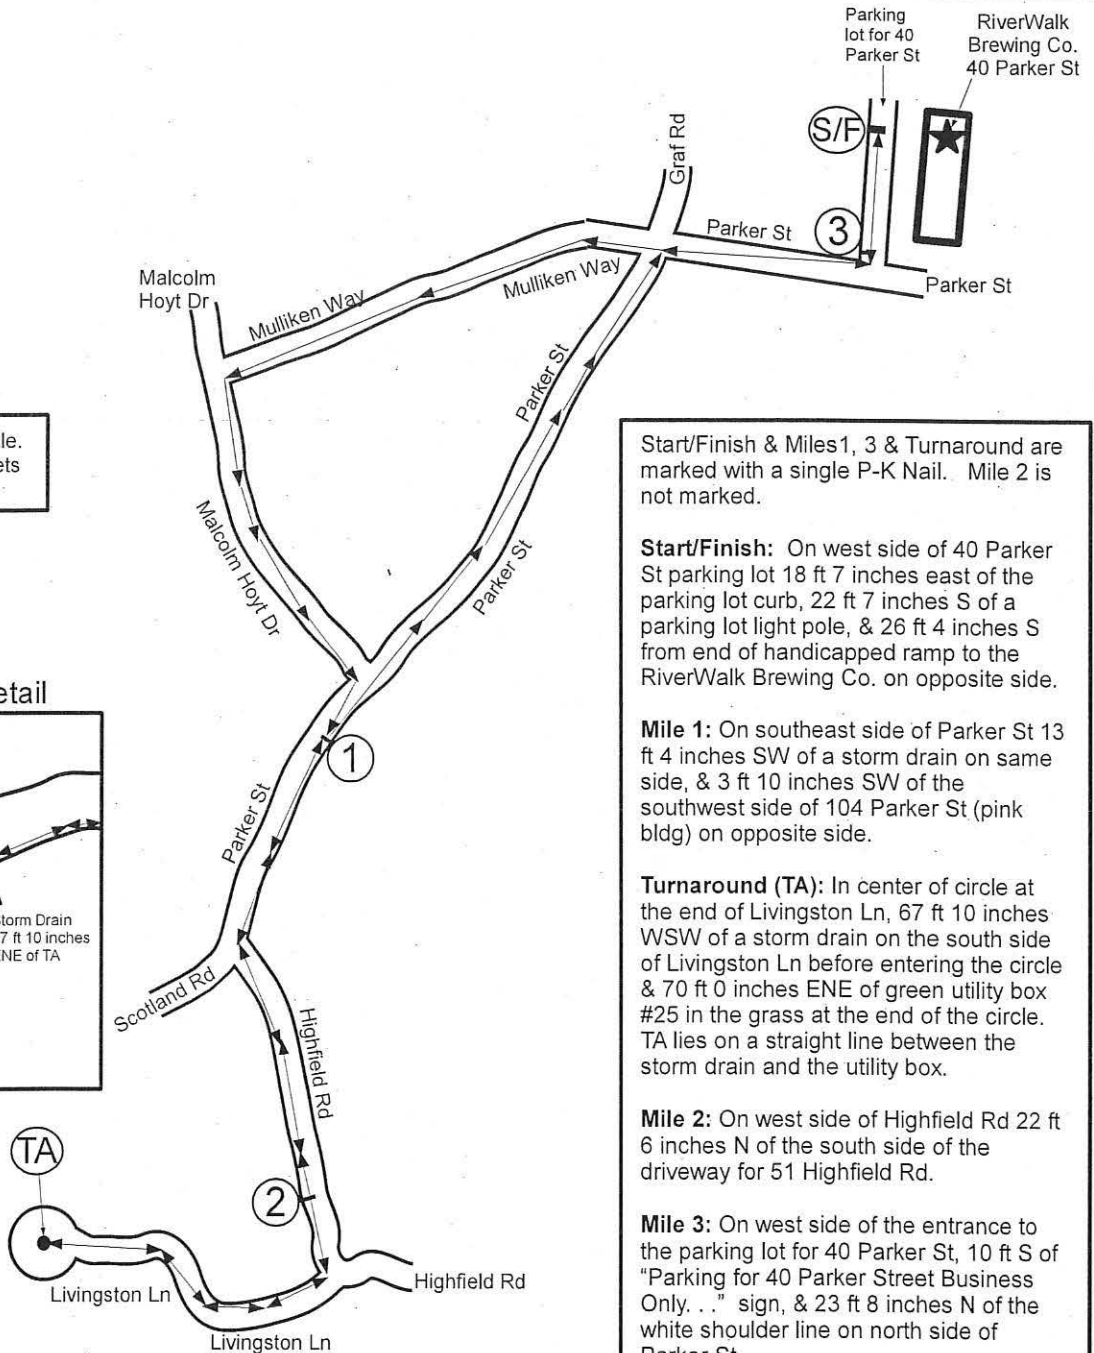 Parking
lot for 40
Parker St
RiverWalk
Brewing Co.
40 Parker St
S/F
Graf Rd
3
Parker St
Parker St
Malcolm
Hoyt Dr
Mulliken Way
Mulliken Way
Parker St
Malcolm Hoyt Dr
Parker St
le.
ets
etail
1
Parker St
Storm Drain
7 ft 10 inches
ENE of TA
Scotland Rd
Highfield Rd
TA
2
Livingston Ln
Highfield Rd
Livingston Ln
Start/Finish & Miles1, 3 & Turnaround are
marked with a single P-K Nail. Mile 2 is
not marked.
Start/Finish: On west side of 40 Parker
St parking lot 18 ft 7 inches east of the
parking lot curb, 22 ft 7 inches S of a
parking lot light pole, & 26 ft 4 inches S
from end of handicapped ramp to the
RiverWalk Brewing Co. on opposite side.
Mile 1: On southeast side of Parker St 13
ft 4 inches SW of a storm drain on same
side, & 3 ft 10 inches SW of the
southwest side of 104 Parker St (pink
bldg) on opposite side.
Turnaround (TA): In center of circle at
the end of Livingston Ln, 67 ft 10 inches
WSW of a storm drain on the south side
of Livingston Ln before entering the circle
& 70 ft 0 inches ENE of green utility box
#25 in the grass at the end of the circle.
TA lies on a straight line between the
storm drain and the utility box.
Mile 2: On west side of Highfield Rd 22 ft
6 inches N of the south side of the
driveway for 51 Highfield Rd.
Mile 3: On west side of the entrance to
the parking lot for 40 Parker St, 10 ft S of
"Parking for 40 Parker Street Business
Only. . ." sign, & 23 ft 8 inches N of the
white shoulder line on north side of
Parker St